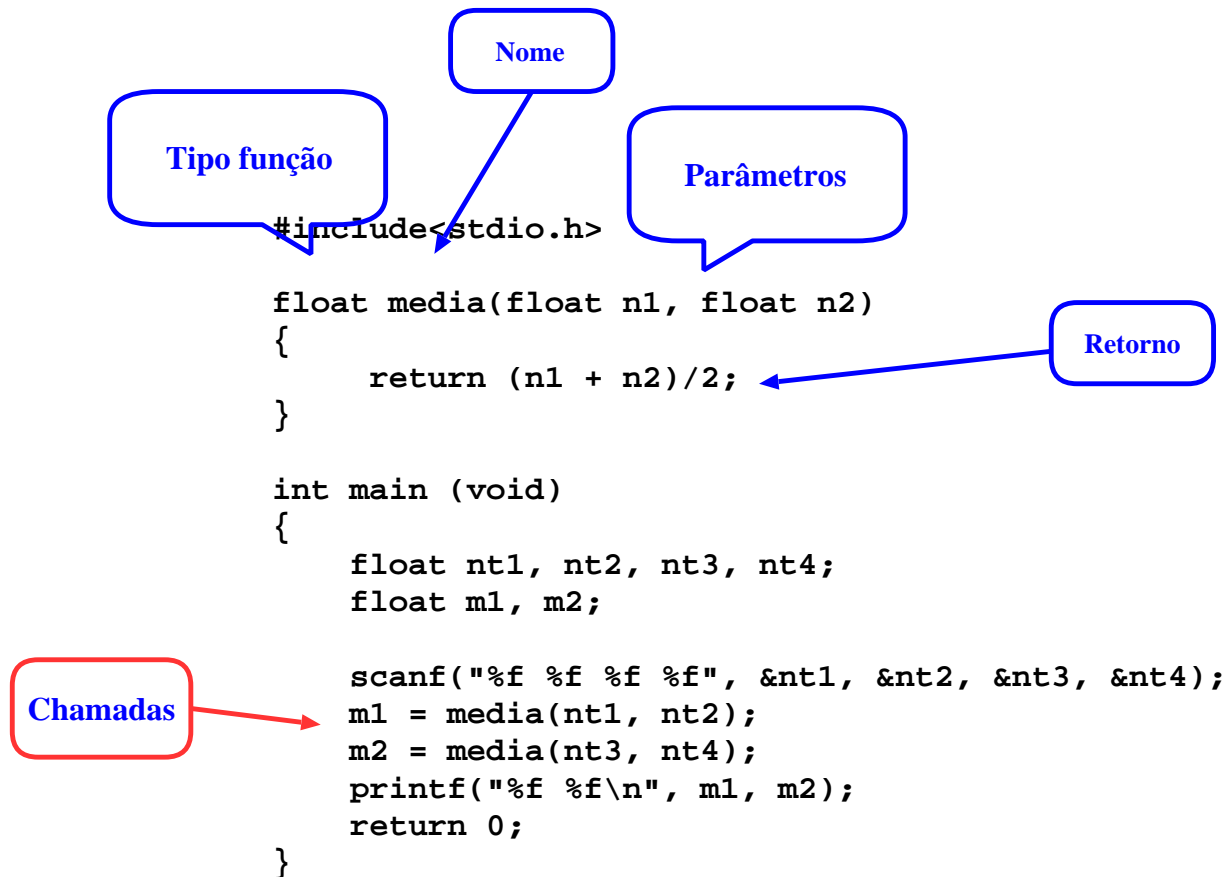 Nome
Tipo função
Parâmetros
#include<stdio.h>
float media(float n1, float n2)
{
Retorno
return (n1 + n2)/2;
}
int main (void)
{
float nt1, nt2, nt3, nt4;
float m1, m2;
scanf("%f %f %f %f", &nt1, &nt2, &nt3, &nt4);
Chamadas
m1 = media(nt1, nt2);
m2 = media(nt3, nt4);
printf("%f %f\n", m1, m2);
return 0;
}